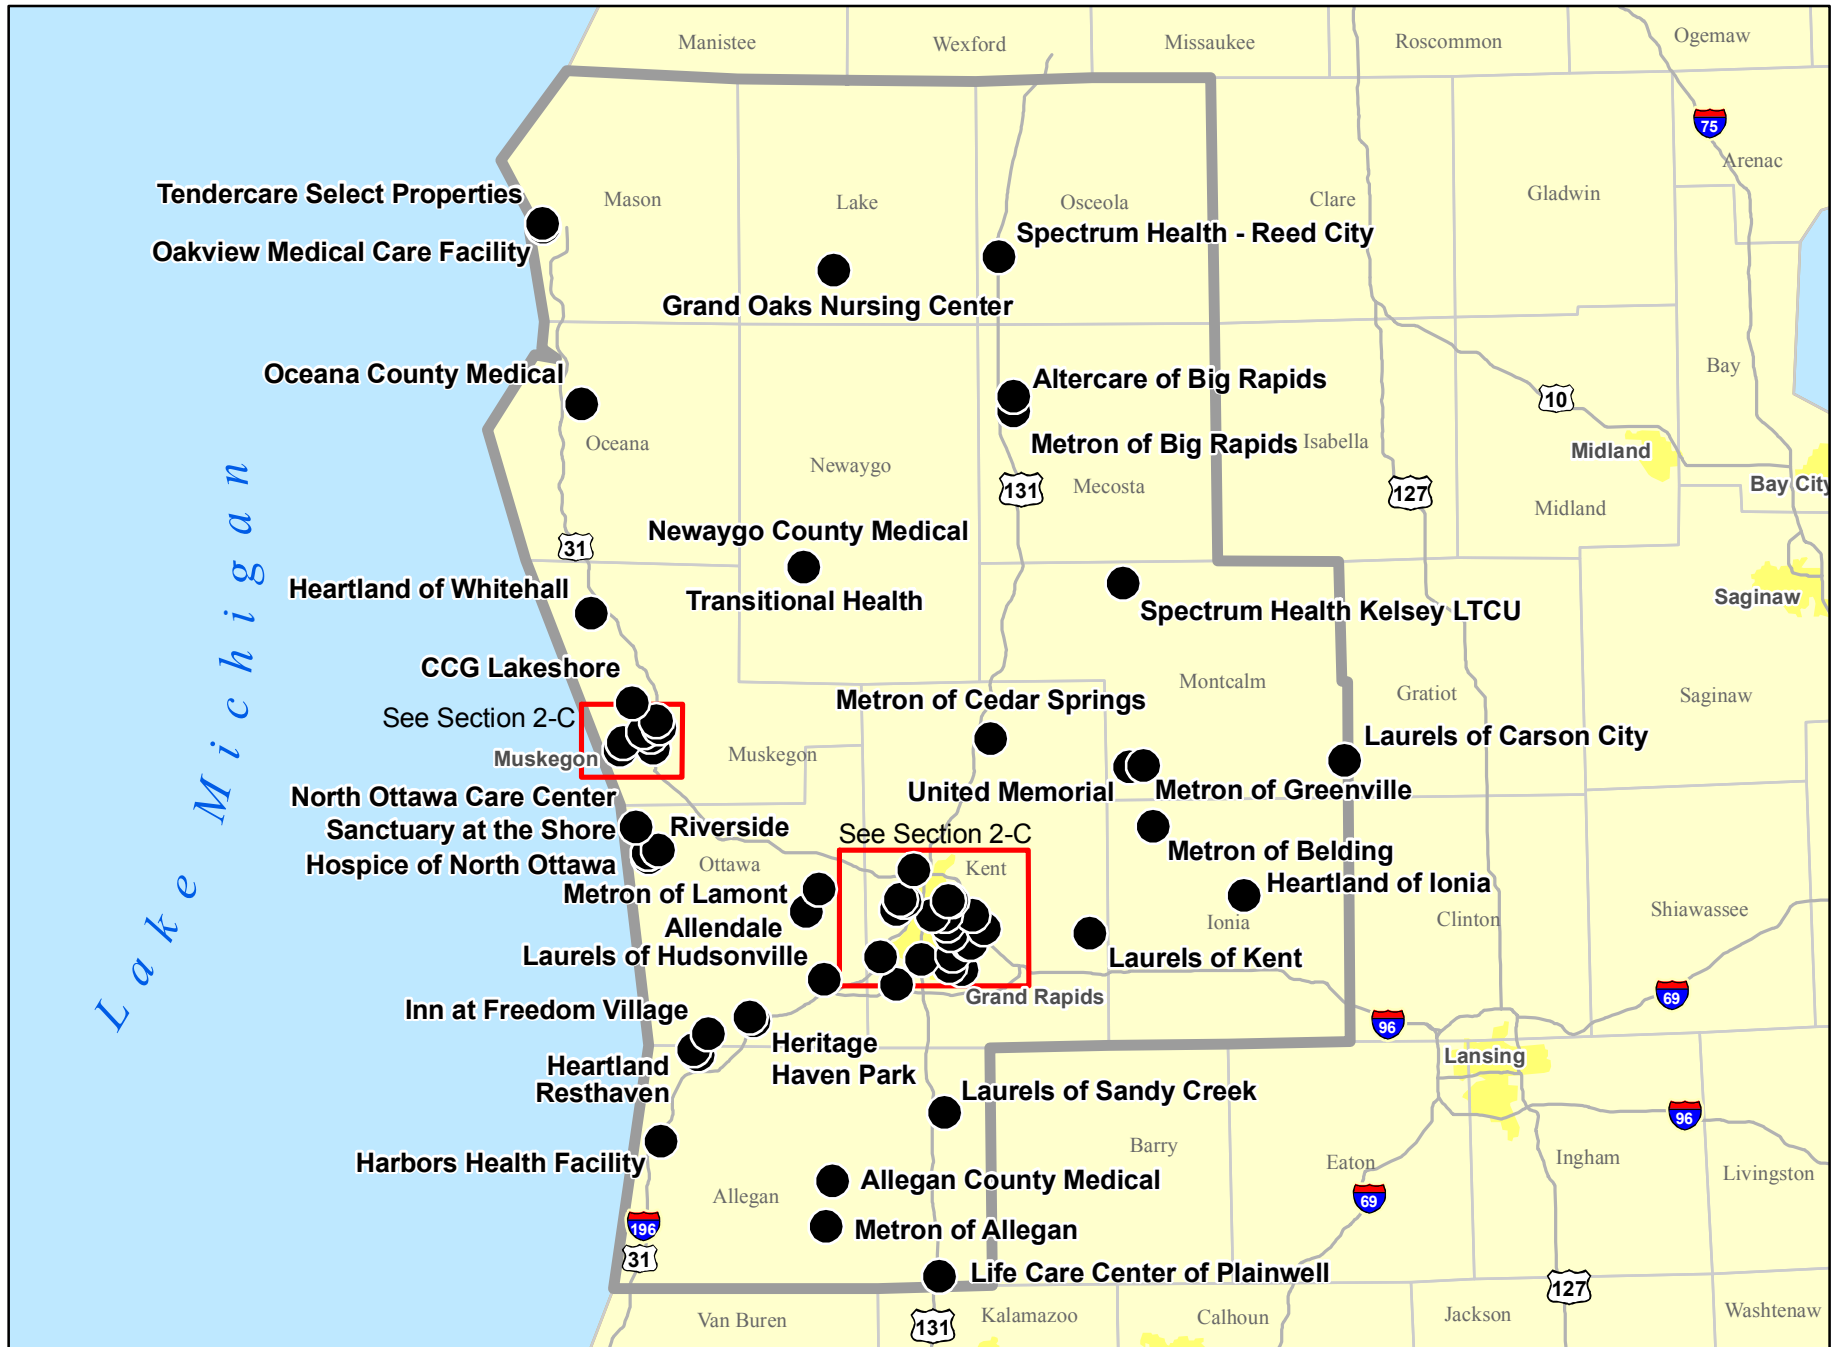 Manistee
Wexford
Missaukee
Roscommon
Ogemaw
75
Arenac
Tendercare Select Properties
Mason
Lake
Osceola
Clare
Gladwin
Oakview Medical Care Facility
Spectrum Health - Reed City
Grand Oaks Nursing Center
Oceana County Medical
Altercare of Big Rapids
Bay
10
Oceana
Metron of Big Rapids
Isabella
Midland
Newaygo
131
Mecosta
127
Bay City
Midland
Newaygo County Medical
31
Heartland of Whitehall
Transitional Health
Spectrum Health Kelsey LTCU
Saginaw
CCG Lakeshore
Montcalm
Gratiot
Saginaw
Metron of Cedar Springs
See Section 2-C
Laurels of Carson City
Muskegon
Muskegon
United Memorial
Metron of Greenville
North Ottawa Care Center
Sanctuary at the Shore
Riverside
See Section 2-C
Metron of Belding
Hospice of North Ottawa
Ottawa
Kent
Heartland of Ionia
Metron of Lamont
Ionia
Clinton
Shiawassee
Allendale
Laurels of Hudsonville
Laurels of Kent
Grand Rapids
69
Lake Michigan
Inn at Freedom Village
96
Heritage
Haven Park
Lansing
Heartland
Resthaven
Laurels of Sandy Creek
96
Harbors Health Facility
Barry
Eaton
Ingham
Livingston
Allegan County Medical
Allegan
69
196
Metron of Allegan
31
Life Care Center of Plainwell
127
Van Buren
131
Kalamazoo
Calhoun
Jackson
Washtenaw